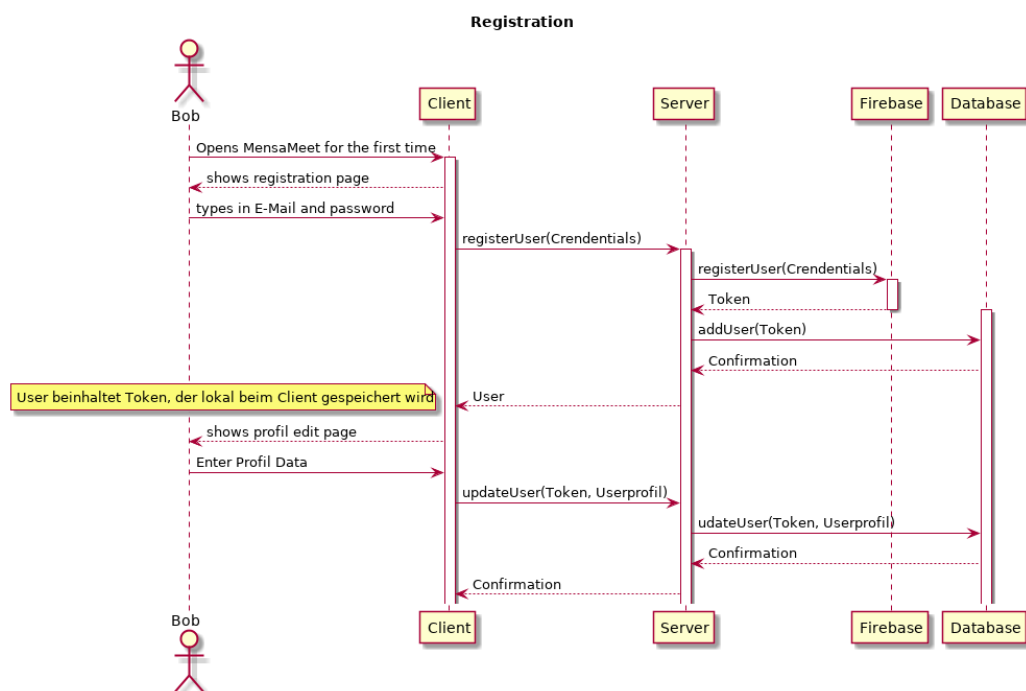 Registration
Bob
Client
Server
Firebase
Database
Opens MensaMeet for the first time
shows registration page
types in E-Mail and password
registerUser(Crendentials)
registerUser(Crendentials)
Token
addUser(Token)
Confirmation
User beinhaltet Token, der lokal beim Client gespeichert wird
User
shows profil edit page
Enter Profil Data
updateUser(Token, Userprofil)
udateUser(Token, Userprofil)
Confirmation
Confirmation
Bob
Client
Server
Firebase
Database